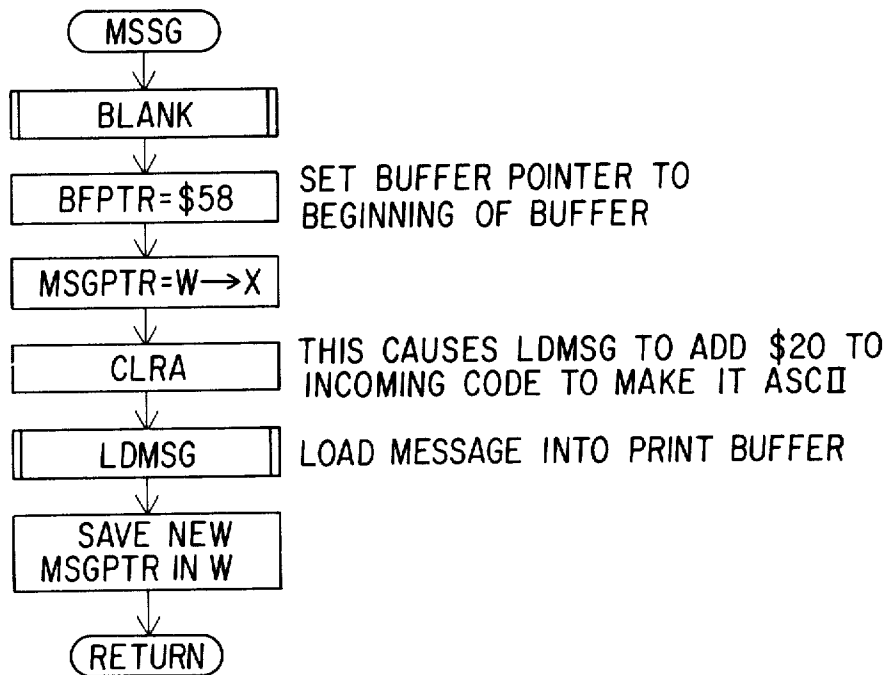 MSSG
BLANK
BFPTR=$58
SET BUFFER POINTER TO
BEGINNING OF BUFFER
MSGPTR=W→X
CLRA
THIS CAUSES LDMSG TO ADD $20 TO
INCOMING CODE TO MAKE IT ASCII
LDMSG
LOAD MESSAGE INTO PRINT BUFFER
SAVE NEW
MSGPTR IN W
RETURN